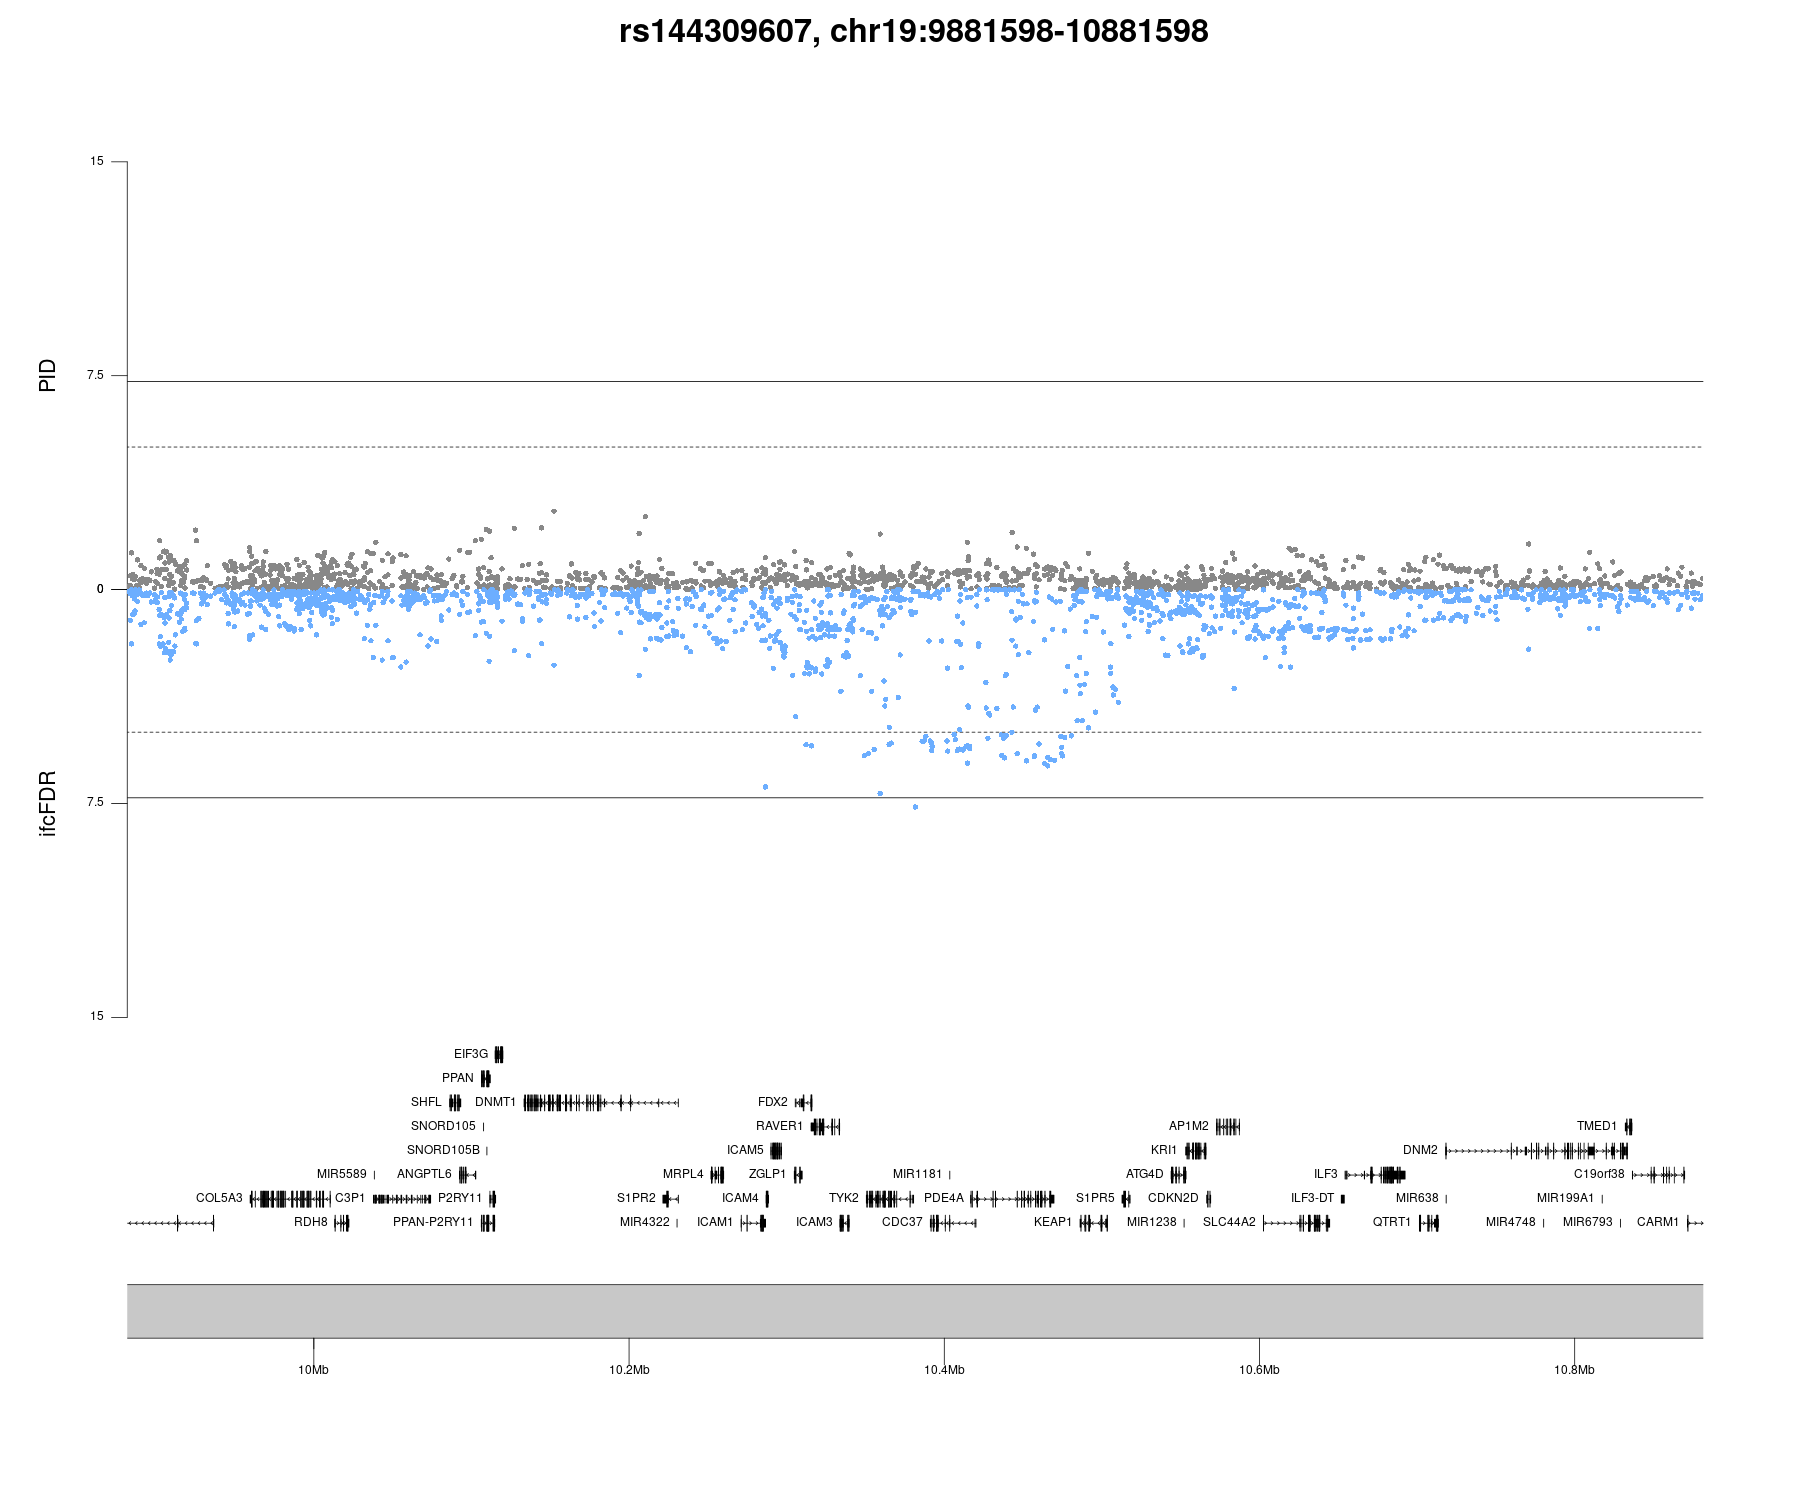 rs144309607, chr19:9881598-10881598
15
PID
7.5
0
ifcFDR
7.5
15
EIF3G
PPAN
SHFL DNMT1 FDX2
SNORD105 RAVER1 AP1M2 TMED1
SNORD105B ICAM5 KRI1 DNM2
MIR5589 ANGPTL6 MRPL4 ZGLP1 MIR1181 ATG4D ILF3 C19orf38
COL5A3 C3P1 P2RY11 S1PR2 ICAM4 TYK2 PDE4A S1PR5 CDKN2D ILF3-DT MIR638 MIR199A1
RDH8 PPAN-P2RY11 MIR4322 ICAM1 ICAM3 CDC37 KEAP1 MIR1238 SLC44A2 QTRT1 MIR4748 MIR6793 CARM1
10Mb 10.2Mb 10.4Mb 10.6Mb 10.8Mb